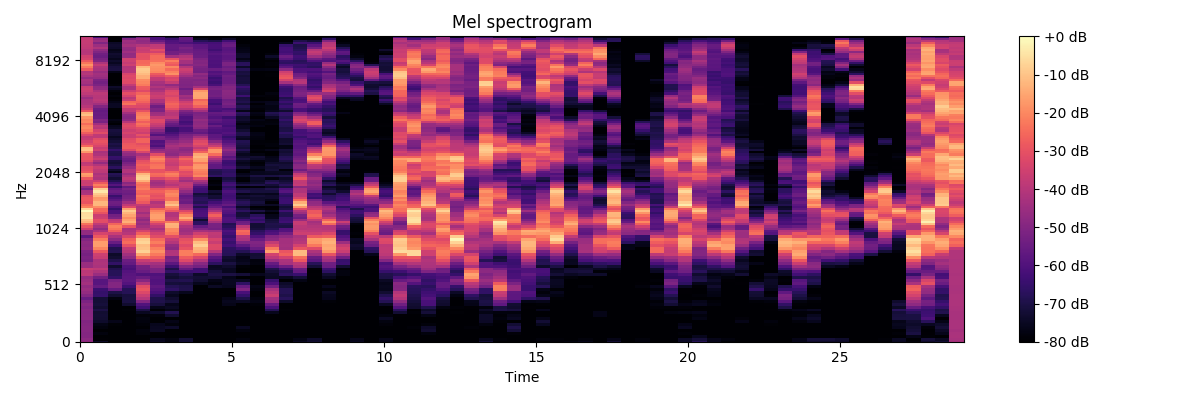 Mel spectrogram
8192
4096
2048
1024
512
0
Hz
0 5 10 15 20 25
Time
+0 dB
-10 dB
-20 dB
-30 dB
-40 dB
-50 dB
-60 dB
-70 dB
-80 dB